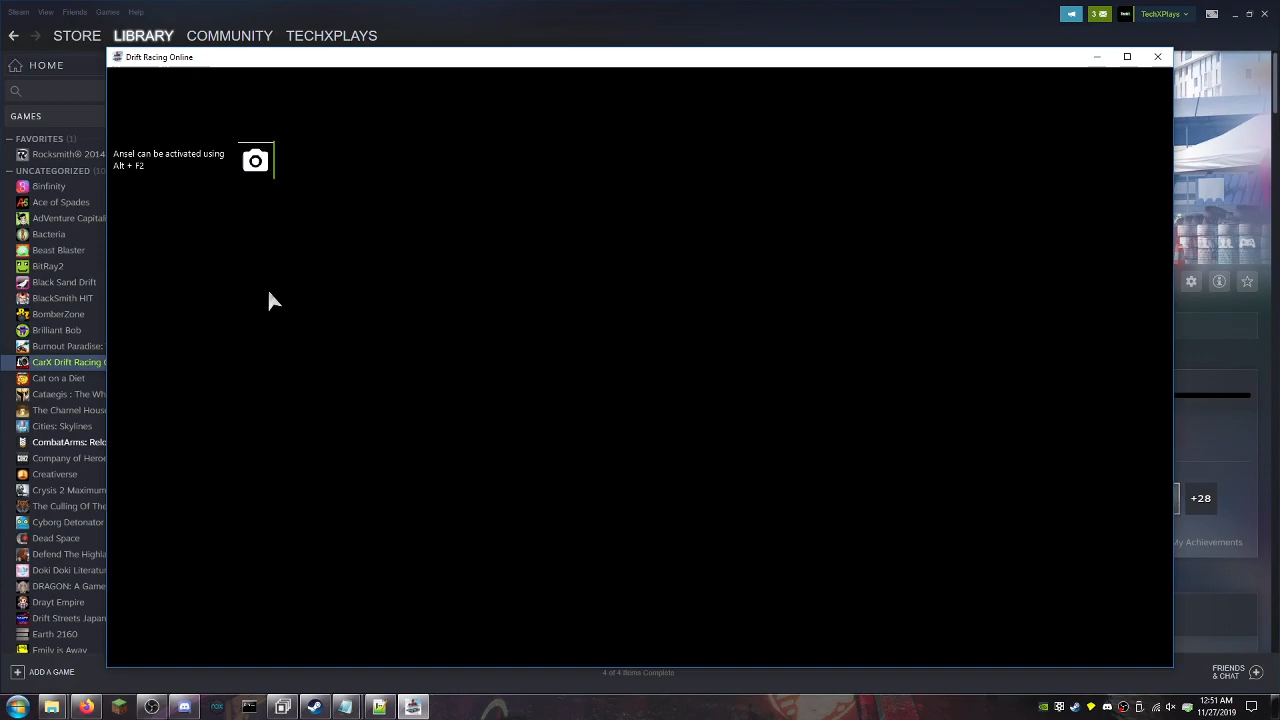 Steam View Friends Games Help
3
TechXPlays
STORE LIBRARY COMMUNITY TECHXPLAYS
Drift Racing Online
HOME
GAMES
FAVORITES (1)
Rocksmith® 2014
UNCATEGORIZED (10
8infinity
Ace of Spades
AdVenture Capitali
Bacteria
Beast Blaster
BitRay2
Black Sand Drift
BlackSmith HIT
BomberZone
Brilliant Bob
Burnout Paradise:
CarX Drift Racing O
Cat on a Diet
Cataegis : The Wh
The Charnel House
Cities: Skylines
CombatArms: Relo
Company of Heroe
Creativerse
Crysis 2 Maximum
The Culling Of The
Cyborg Detonator
Dead Space
Defend The Highla
Doki Doki Literatu
DRAGON: A Game
Drayt Empire
Drift Streets Japan
Earth 2160
Emily is Away
Ansel can be activated using
Alt + F2
+28
My Achievements
ADD A GAME
4 of 4 Items Complete
FRIENDS
& CHAT
nox
12:51 AM
11/27/2019